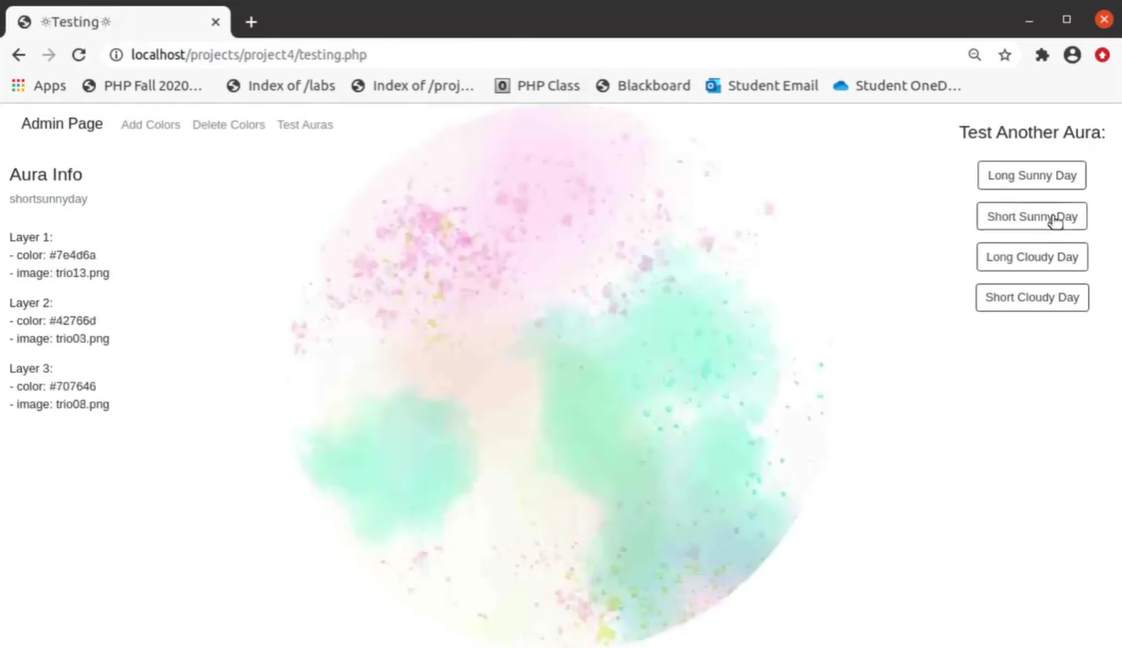 ☼Testing☼
localhost/projects/project4/testing.php
Apps PHP Fall 2020... Index of /labs Index of /proj... PHP Class Blackboard Student Email Student OneD...
Admin Page Add Colors Delete Colors Test Auras
Aura Info
shortsunnyday
Layer 1:
- color: #7e4d6a
- image: trio13.png
Layer 2:
- color: #42766d
- image: trio03.png
Layer 3:
- color: #707646
- image: trio08.png
Test Another Aura:
Long Sunny Day
Short Sunny Day
Long Cloudy Day
Short Cloudy Day